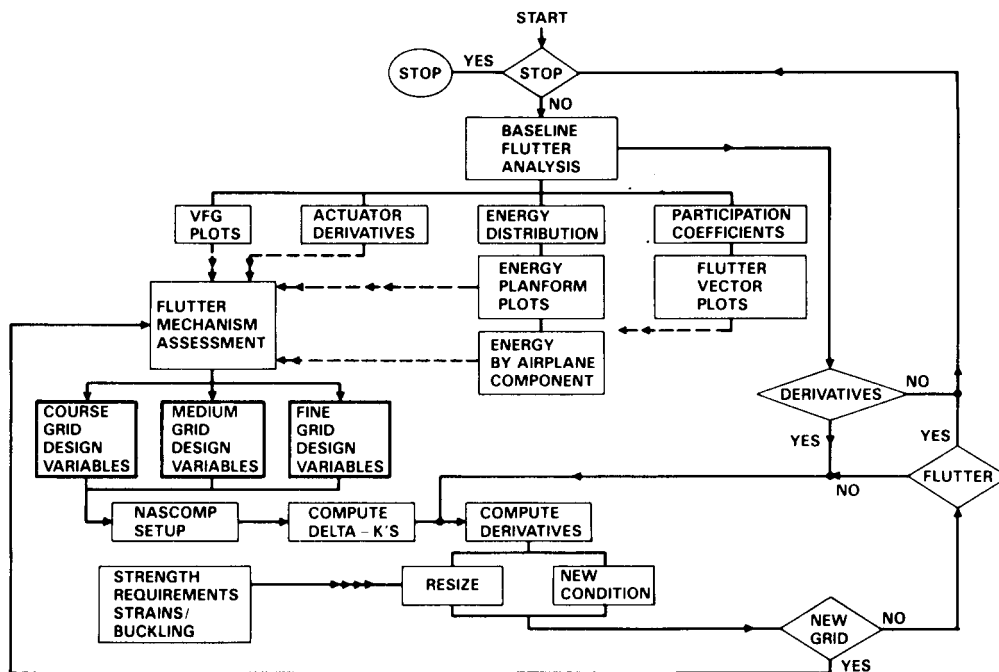 START
YES
STOP
STOP
NO
BASELINE
FLUTTER
ANALYSIS
VFG
PLOTS
ACTUATOR
DERIVATIVES
ENERGY
DISTRIBUTION
PARTICIPATION
COEFFICIENTS
ENERGY
PLANFORM
PLOTS
FLUTTER
VECTOR
PLOTS
FLUTTER
MECHANISM
ASSESSMENT
ENERGY
BY AIRPLANE
COMPONENT
DERIVATIVES
NO
YES
COURSE
GRID
DESIGN
VARIABLES
MEDIUM
GRID
DESIGN
VARIABLES
FINE
GRID
DESIGN
VARIABLES
YES
FLUTTER
NO
NASCOMP
SETUP
COMPUTE
DELTA – K'S
COMPUTE
DERIVATIVES
STRENGTH
REQUIREMENTS
STRAINS/
BUCKLING
RESIZE
NEW
CONDITION
NEW
GRID
NO
YES